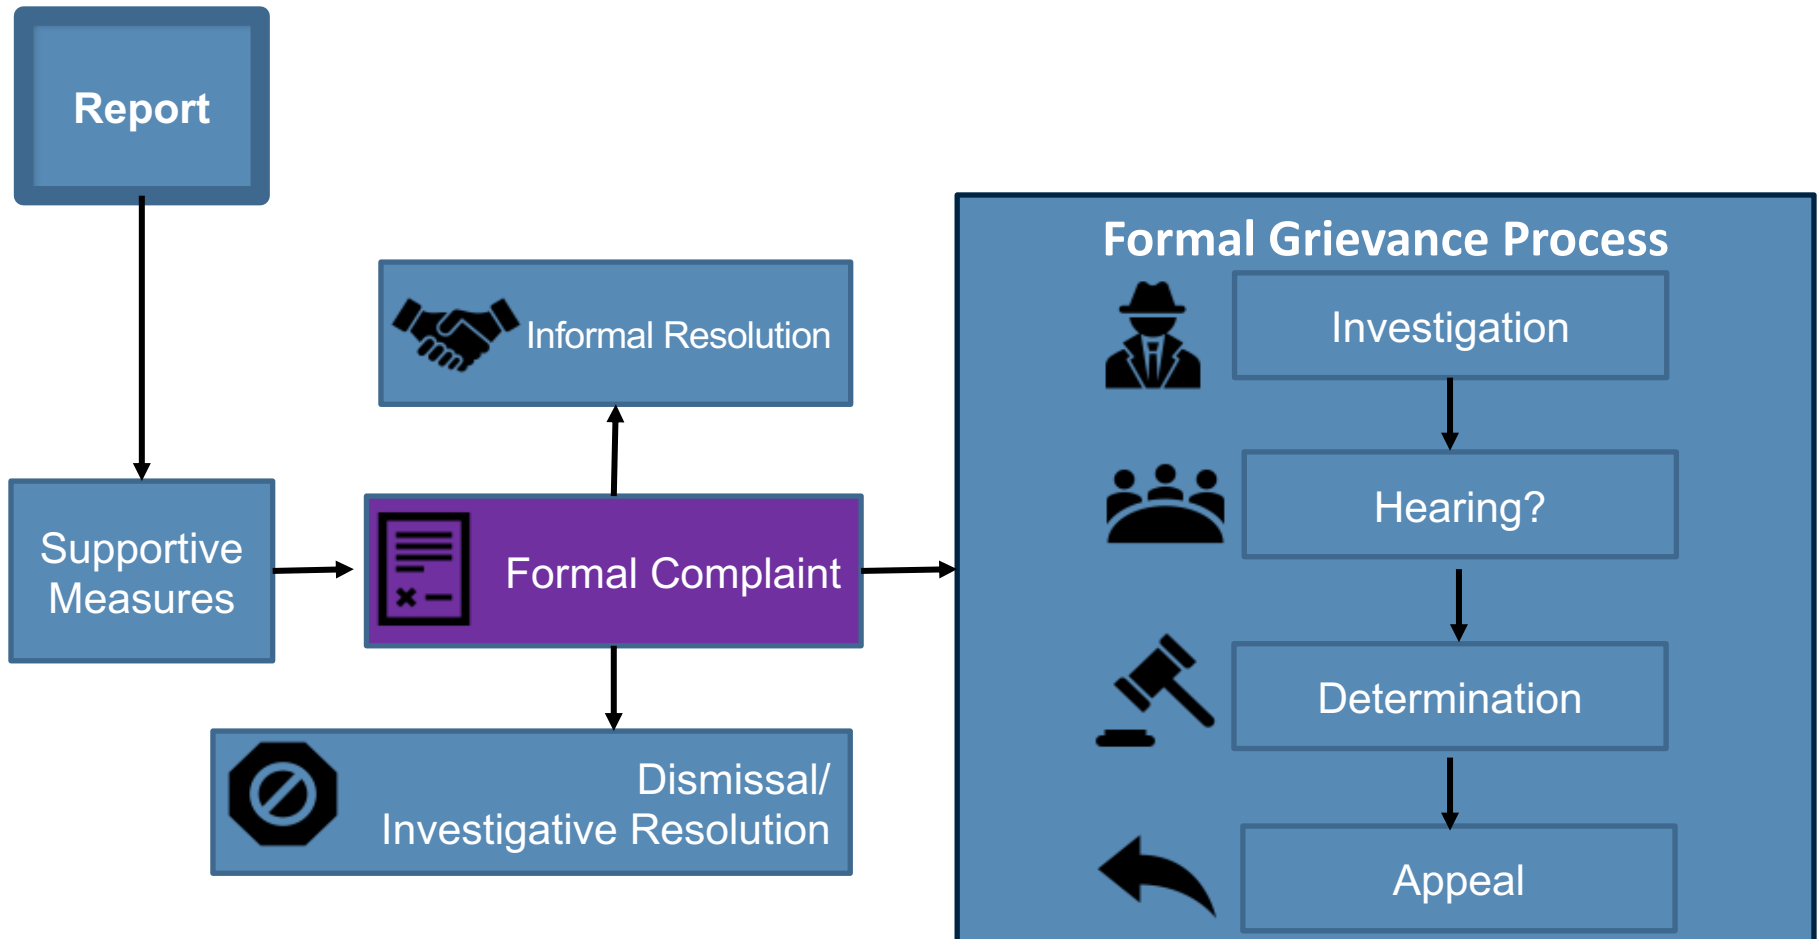 Report
Supportive
Measures
Informal Resolution
Formal Complaint
Dismissal/
Investigative Resolution
Formal Grievance Process
Investigation
Hearing?
Determination
Appeal